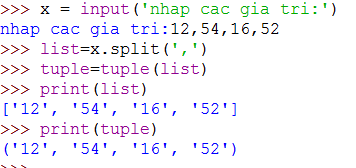 >>> x = input('nhap cac gia tri:')
nhap cac gia tri:12,54,16,52
>>> list=x.split(',')
>>> tuple=tuple(list)
>>> print(list)
['12', '54', '16', '52']
>>> print(tuple)
('12', '54', '16', '52')
>>>